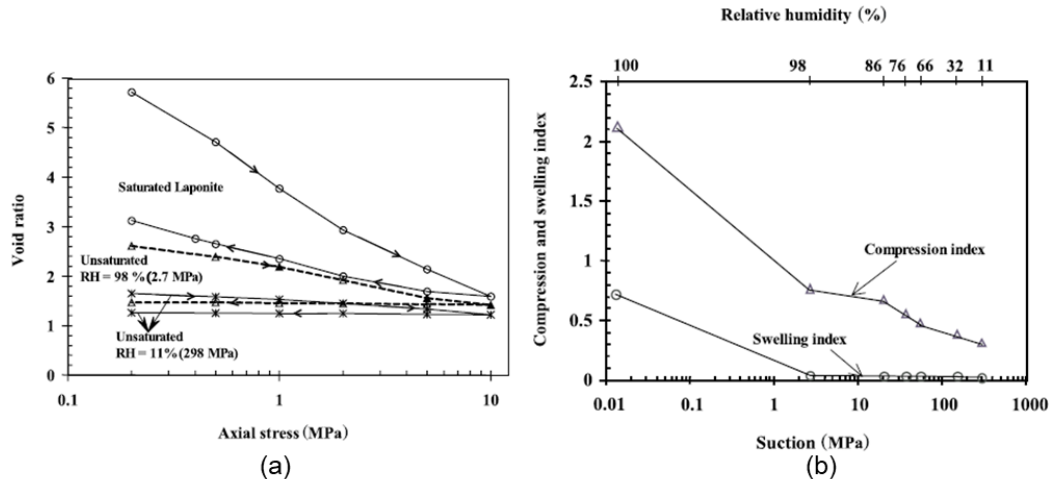 Void ratio
6
5
4
3
2
1
0
Saturated Laponite
Unsaturated
RH = 98 % (2.7 MPa)
Unsaturated
RH = 11% (298 MPa)
0.1
1
10
Axial stress (MPa)
(a)
Relative humidity (%)
100
98
86
76
66
32
11
Compression and swelling index
2.5
2
1.5
1
0.5
0
Compression index
Swelling index
0.01
0.1
1
10
100
1000
Suction (MPa)
(b)